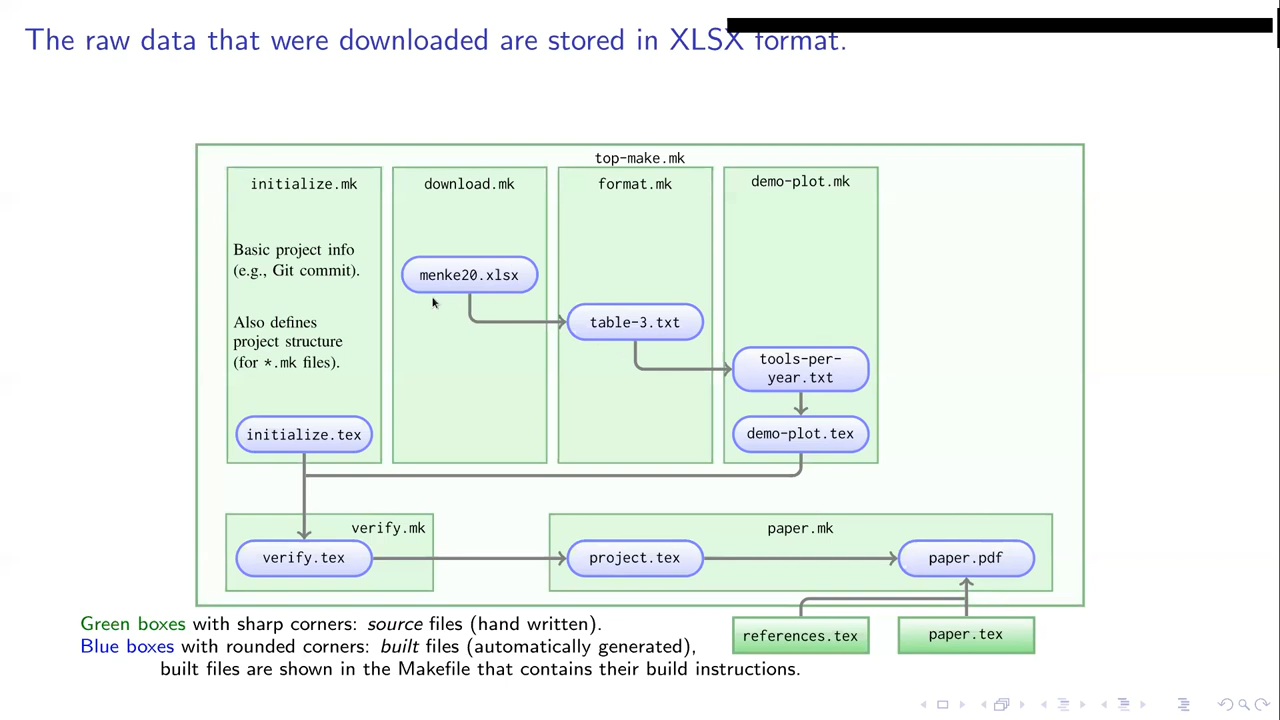 The raw data that were downloaded are stored in XLSX format.
top-make.mk
initialize.mk
download.mk
format.mk
demo-plot.mk
Basic project info
(e.g., Git commit).
Also defines
project structure
(for *.mk files).
menke20.xlsx
table-3.txt
tools-per-
year.txt
initialize.tex
demo-plot.tex
verify.mk
paper.mk
verify.tex
project.tex
paper.pdf
references.tex
paper.tex
Green boxes with sharp corners: source files (hand written).
Blue boxes with rounded corners: built files (automatically generated),
built files are shown in the Makefile that contains their build instructions.